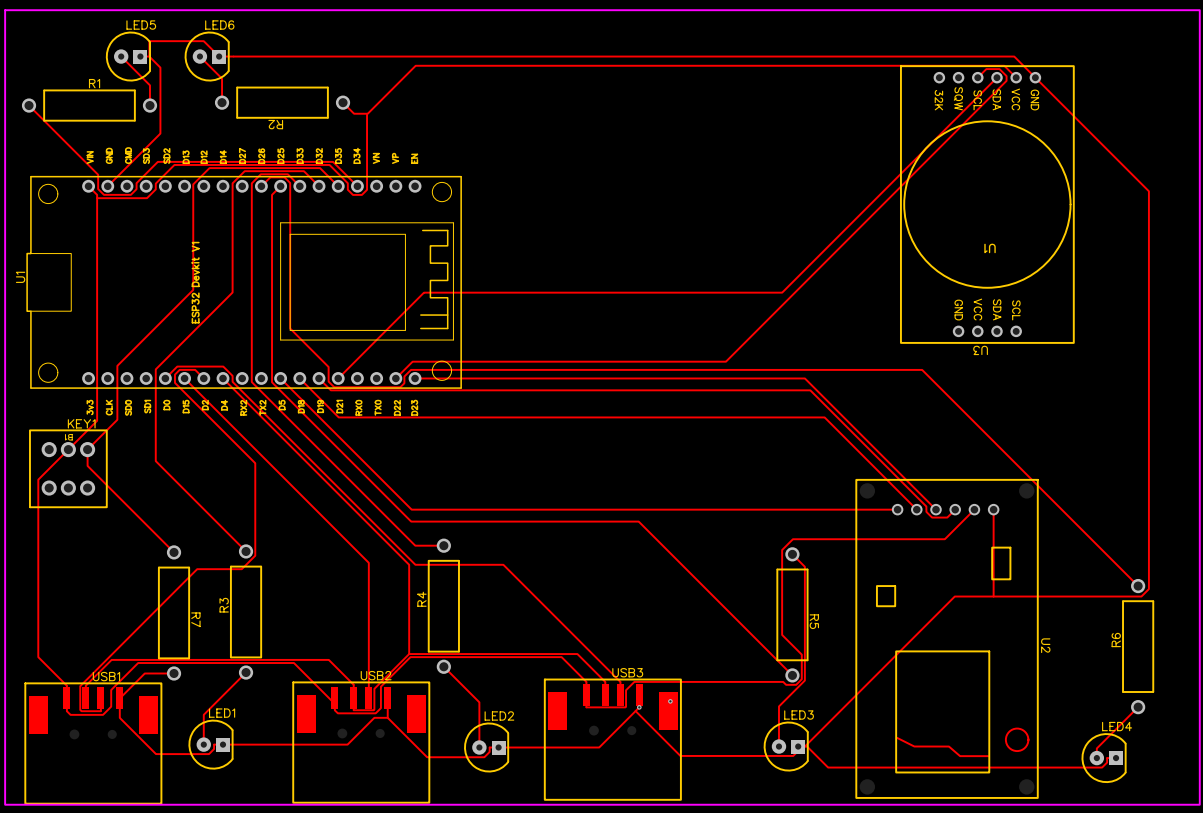 LED5
LED6
R1
R2
VIN GND CMD SD3 SD2 D13 D12 D14 D27 D26 D25 D33 D32 D35 D34 VN VP EN
U1
ESP32 Devkit V1
3v3 CLK SD0 SD1 D0 D15 D2 D4 RX2 TX2 D5 D18 D19 D21 RX0 TX0 D22 D23
32K SQW SCL SDA VCC GND
U1
GND VCC SDA SCL
U3
KEY1
B1
R7
R3
R4
R5
U2
R9
USB1
USB2
USB3
LED1
LED2
LED3
LED4